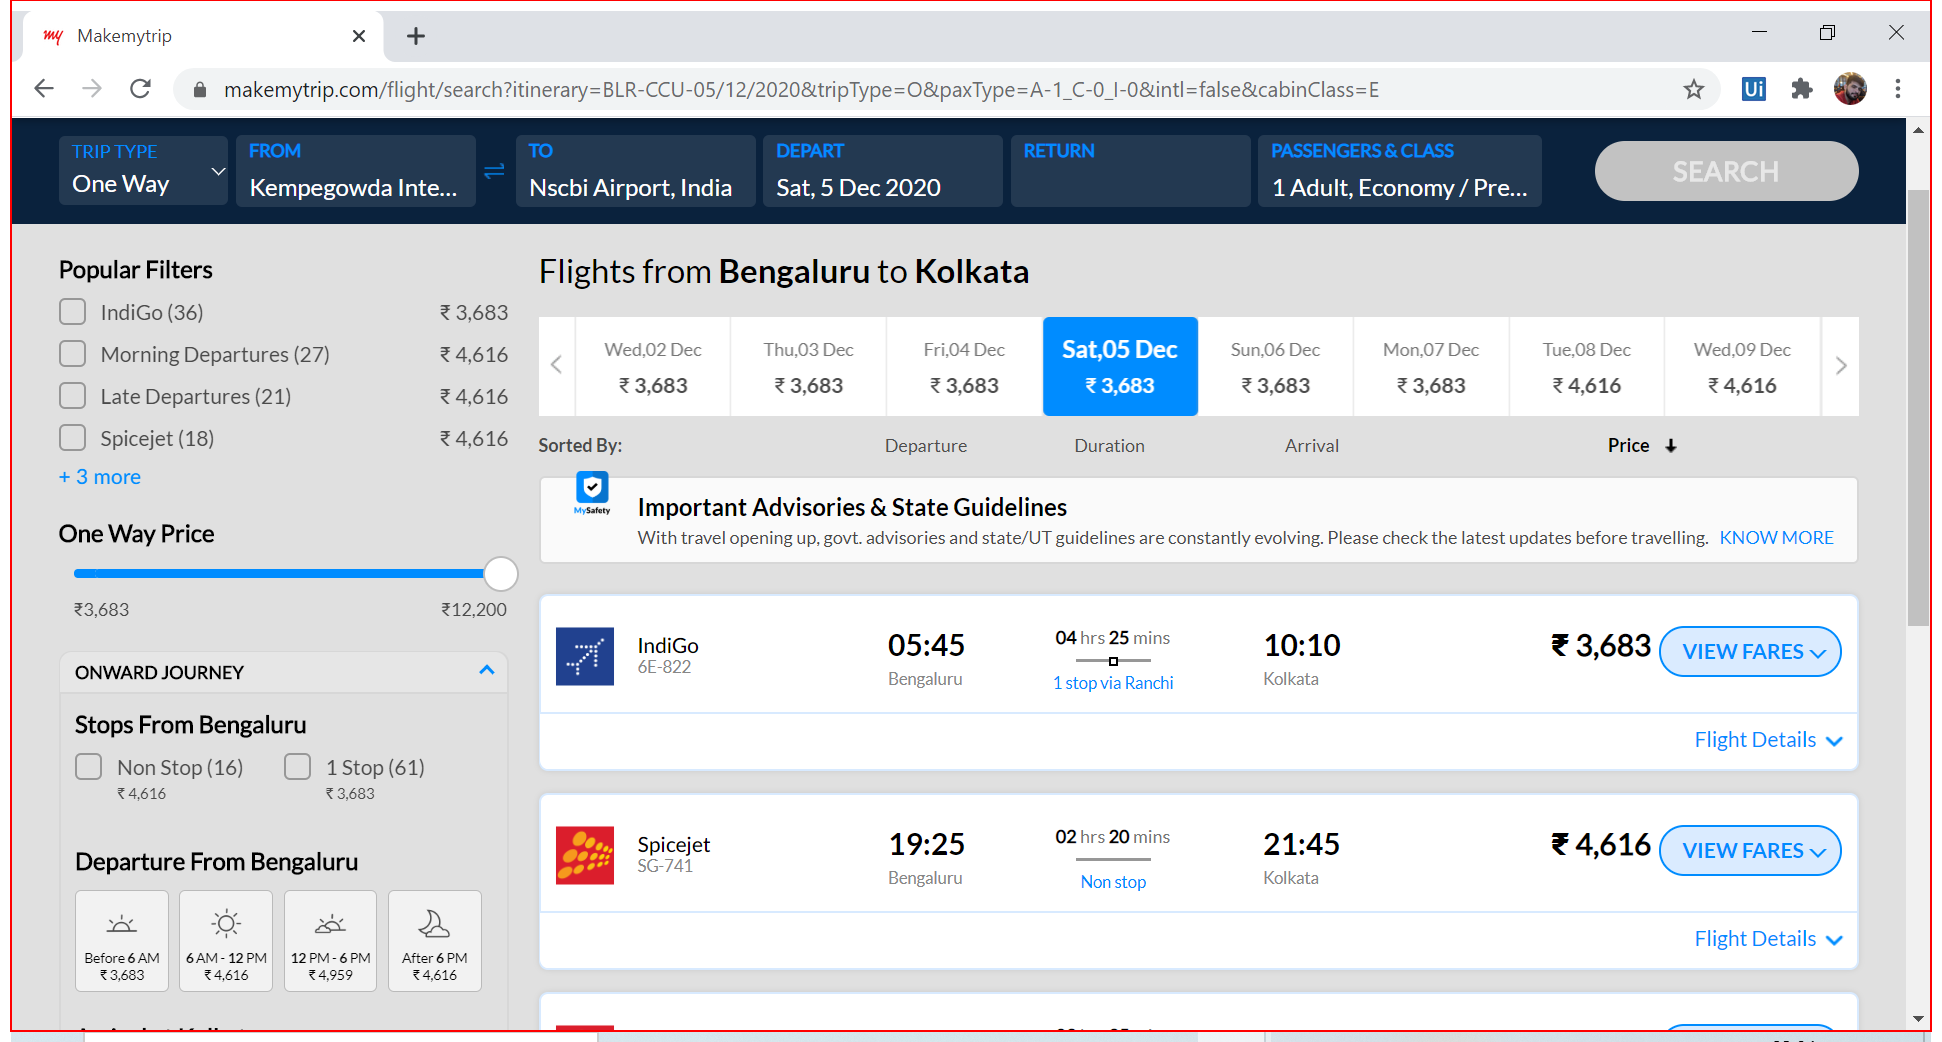 my Makemytrip
makemytrip.com/flight/search?itinerary=BLR-CCU-05/12/2020&tripType=O&paxType=A-1_C-0_I-0&intl=false&cabinClass=E
Ui
TRIP TYPE
One Way
FROM
Kempegowda Inte...
TO
Nscbi Airport, India
DEPART
Sat, 5 Dec 2020
RETURN
PASSENGERS & CLASS
1 Adult, Economy / Pre...
SEARCH
Popular Filters
IndiGo (36) ₹ 3,683
Morning Departures (27) ₹ 4,616
Late Departures (21) ₹ 4,616
Spicejet (18) ₹ 4,616
+ 3 more
One Way Price
₹3,683 ₹12,200
ONWARD JOURNEY
Stops From Bengaluru
Non Stop (16) 1 Stop (61)
₹ 4,616 ₹ 3,683
Departure From Bengaluru
Before 6 AM 6 AM - 12 PM 12 PM - 6 PM After 6 PM
₹ 3,683 ₹ 4,616 ₹ 4,959 ₹ 4,616
Flights from Bengaluru to Kolkata
Wed,02 Dec Thu,03 Dec Fri,04 Dec Sat,05 Dec Sun,06 Dec Mon,07 Dec Tue,08 Dec Wed,09 Dec
₹ 3,683 ₹ 3,683 ₹ 3,683 ₹ 3,683 ₹ 3,683 ₹ 3,683 ₹ 4,616 ₹ 4,616
Sorted By: Departure Duration Arrival Price
MySafety
Important Advisories & State Guidelines
With travel opening up, govt. advisories and state/UT guidelines are constantly evolving. Please check the latest updates before travelling. KNOW MORE
IndiGo 05:45 04 hrs 25 mins 10:10 ₹ 3,683 VIEW FARES
6E-822 Bengaluru 1 stop via Ranchi Kolkata
Flight Details
Spicejet 19:25 02 hrs 20 mins 21:45 ₹ 4,616 VIEW FARES
SG-741 Bengaluru Non stop Kolkata
Flight Details